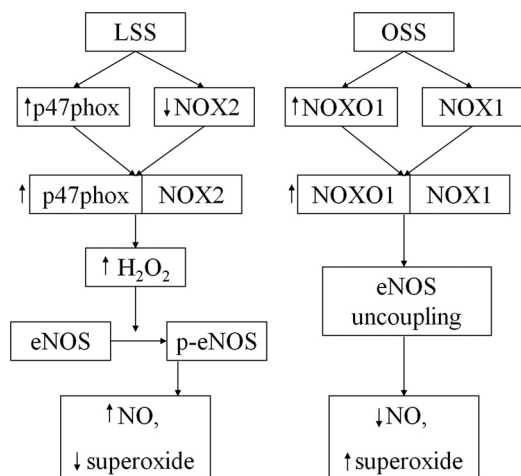 LSS
OSS
↑p47phox
↓NOX2
↑NOXO1
NOX1
↑ p47phox NOX2
↑ NOXO1 NOX1
↑ H₂O₂
eNOS
uncoupling
eNOS
p-eNOS
↑NO,
↓superoxide
↓NO,
↑superoxide